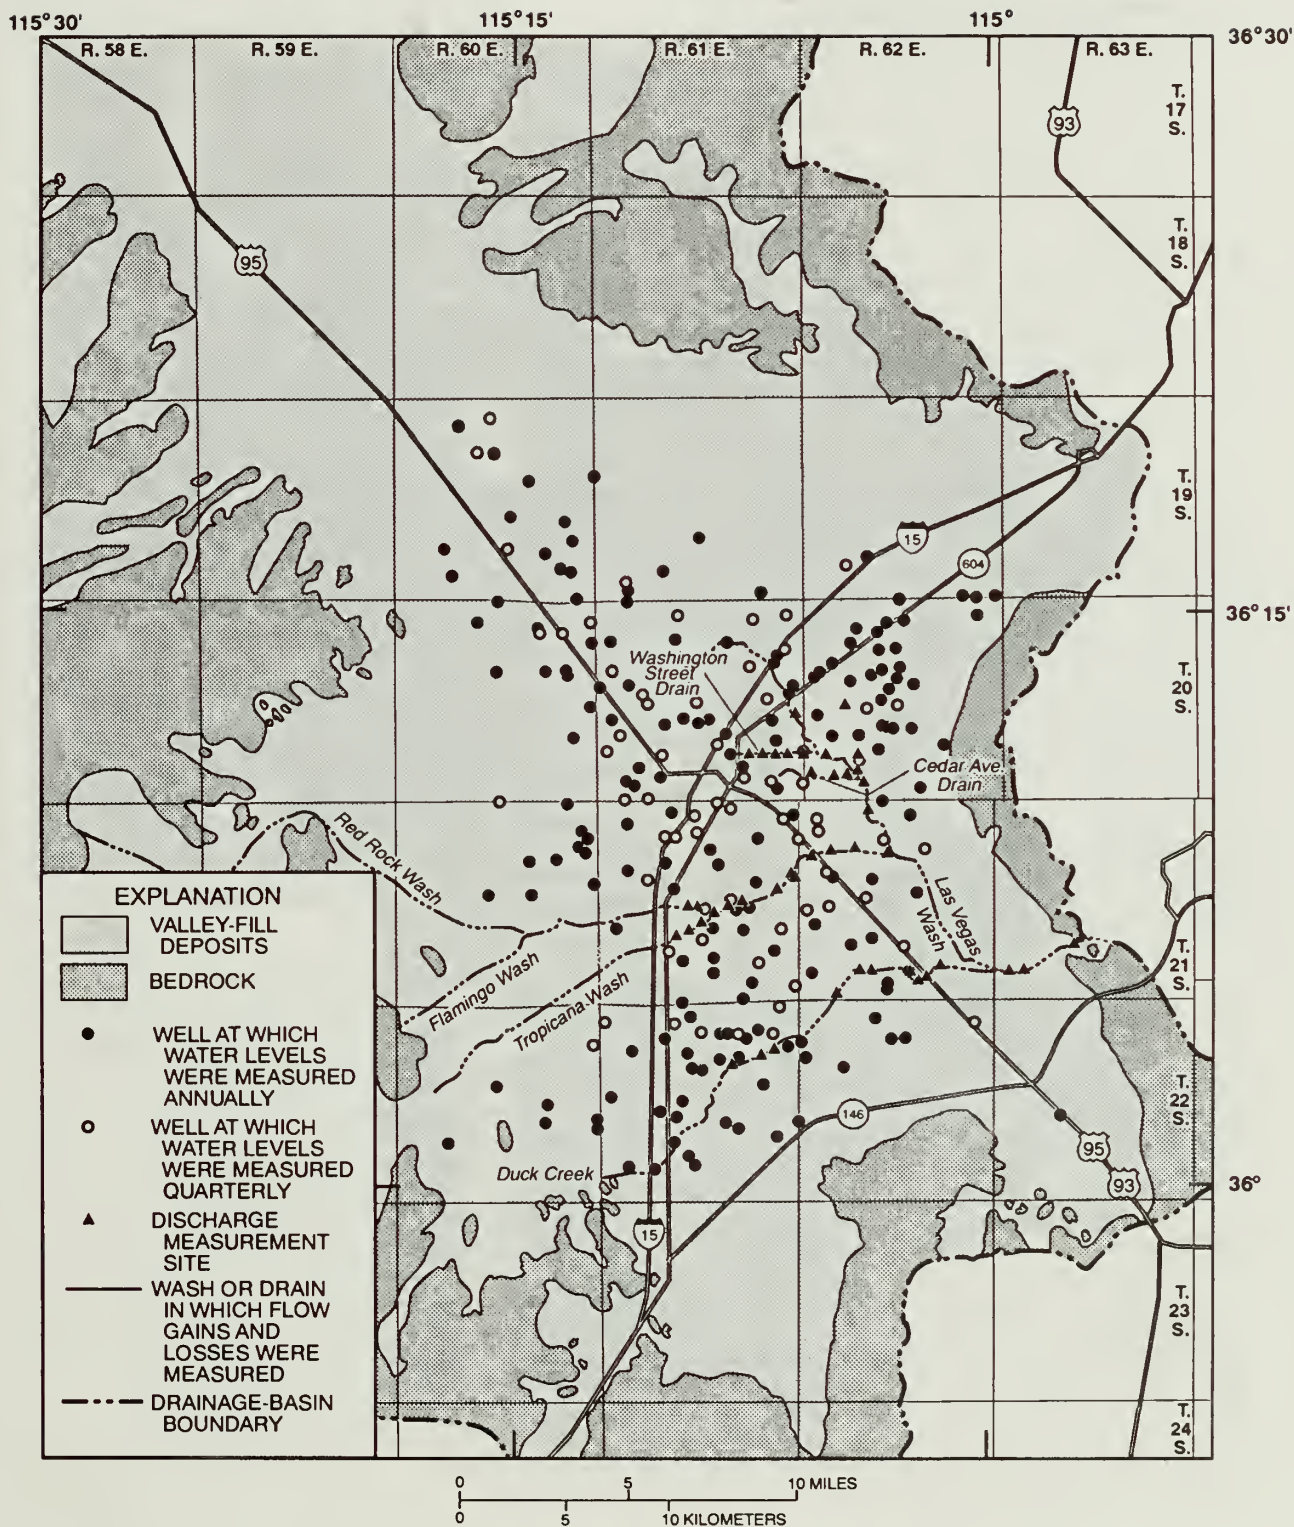 115°30'
115°15'
115°
R. 58 E.
R. 59 E.
R. 60 E.
R. 61 E.
R. 62 E.
R. 63 E.
36°30'
T.
17
S.
93
T.
18
S.
95
T.
19
S.
15
604
36°15'
Washington
Street
Drain
T.
20
S.
Cedar Ave
Drain
Red Rock Wash
Las Vegas
Wash
T.
21
S.
Flamingo Wash
Tropicana Wash
T.
22
S.
146
95
93
Duck Creek
36°
15
T.
23
S.
T.
24
S.
EXPLANATION
VALLEY-FILL
DEPOSITS
BEDROCK
WELL AT WHICH
WATER LEVELS
WERE MEASURED
ANNUALLY
WELL AT WHICH
WATER LEVELS
WERE MEASURED
QUARTERLY
DISCHARGE
MEASUREMENT
SITE
WASH OR DRAIN
IN WHICH FLOW
GAINS AND
LOSSES WERE
MEASURED
DRAINAGE-BASIN
BOUNDARY
0 5 10 MILES
0 5 10 KILOMETERS